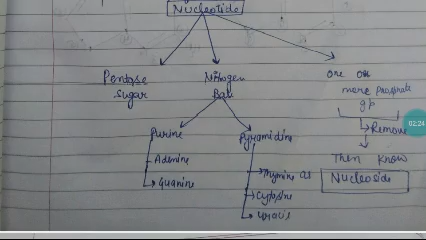 Nucleotide
Pentose
sugar
Nitrogen
Base
One or
more phosphate
gp
Remove
02:24
Purine
Pyramidine
Then know
Adenine
Nucleoside
Guanine
Thymine
Cytosine
Uracil